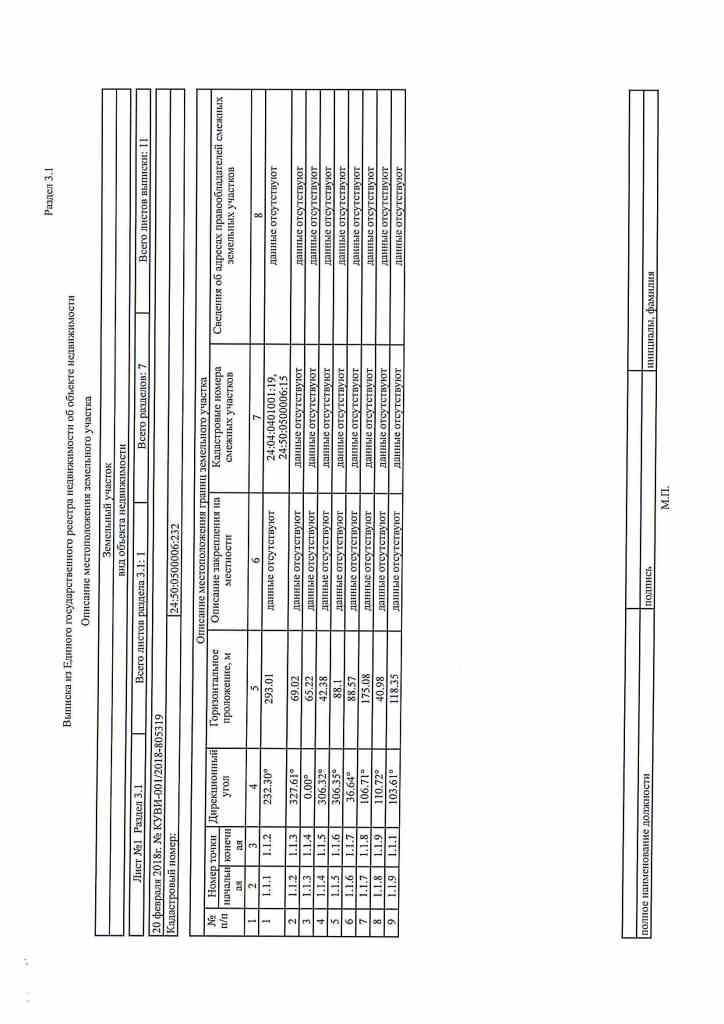 Раздел 3.1
Выписка из Единого государственного реестра недвижимости об объекте недвижимости
Описание местоположения земельного участка
Земельный участок
вид объекта недвижимости
Лист №1 Раздел 3.1 Всего листов раздела 3.1: 1 Всего разделов: 7 Всего листов выписки: 11
20 февраля 2018г. № КУВИ-001/2018-805319
Кадастровый номер: 24:50:0500006:232
Описание местоположения границ земельного участка
№ Номер точки Дирекционный Горизонтальное Описание закрепления на Кадастровые номера Сведения об адресах правообладателей смежных
п/п начальн конечн угол проложение, м местности смежных участков земельных участков
ая ая
1 2 3 4 5 6 7 8
1 1.1.1 1.1.2 232.30° 293.01 данные отсутствуют 24:04:0401001:19, данные отсутствуют
24:50:0500006:15
2 1.1.2 1.1.3 327.61° 69.02 данные отсутствуют данные отсутствуют данные отсутствуют
3 1.1.3 1.1.4 0.00° 65.22 данные отсутствуют данные отсутствуют данные отсутствуют
4 1.1.4 1.1.5 306.32° 42.38 данные отсутствуют данные отсутствуют данные отсутствуют
5 1.1.5 1.1.6 306.35° 88.1 данные отсутствуют данные отсутствуют данные отсутствуют
6 1.1.6 1.1.7 36.64° 88.57 данные отсутствуют данные отсутствуют данные отсутствуют
7 1.1.7 1.1.8 106.71° 175.08 данные отсутствуют данные отсутствуют данные отсутствуют
8 1.1.8 1.1.9 110.72° 40.98 данные отсутствуют данные отсутствуют данные отсутствуют
9 1.1.9 1.1.1 103.61° 118.35 данные отсутствуют данные отсутствуют данные отсутствуют
полное наименование должности подпись инициалы, фамилия
М.П.